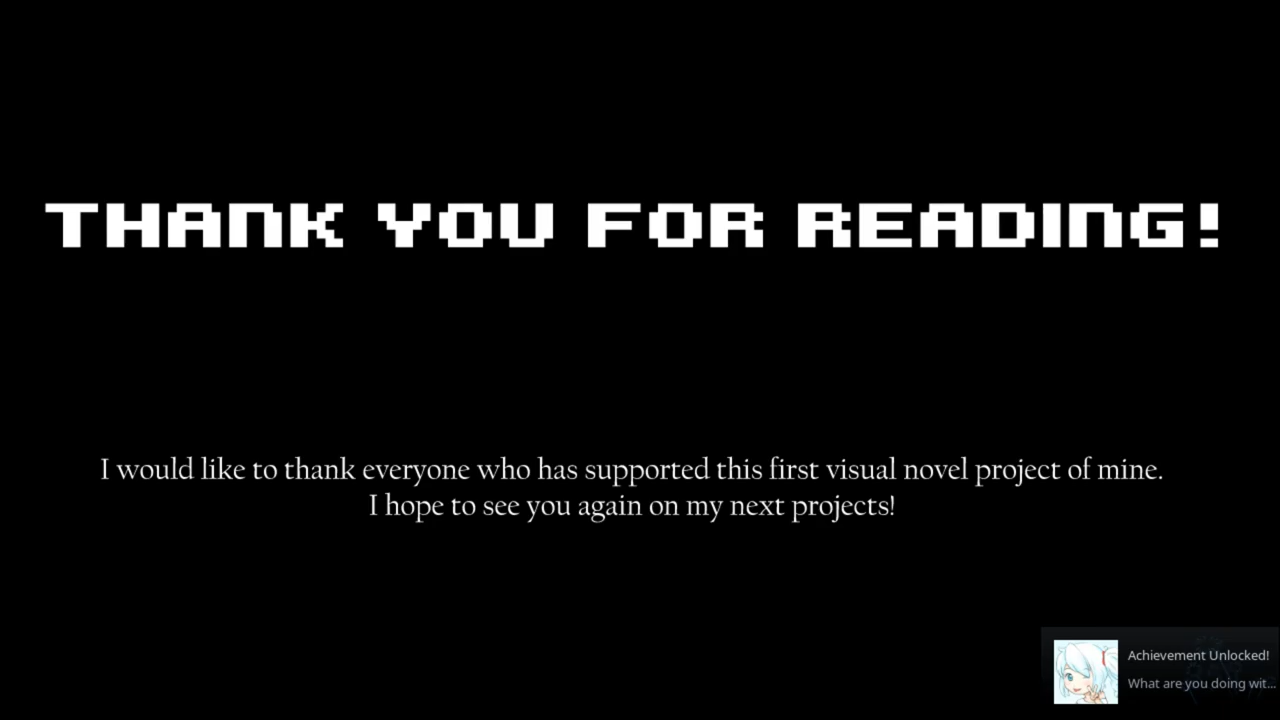 THANK YOU FOR READING!
I would like to thank everyone who has supported this first visual novel project of mine.
I hope to see you again on my next projects!
Achievement Unlocked!
What are you doing wit...